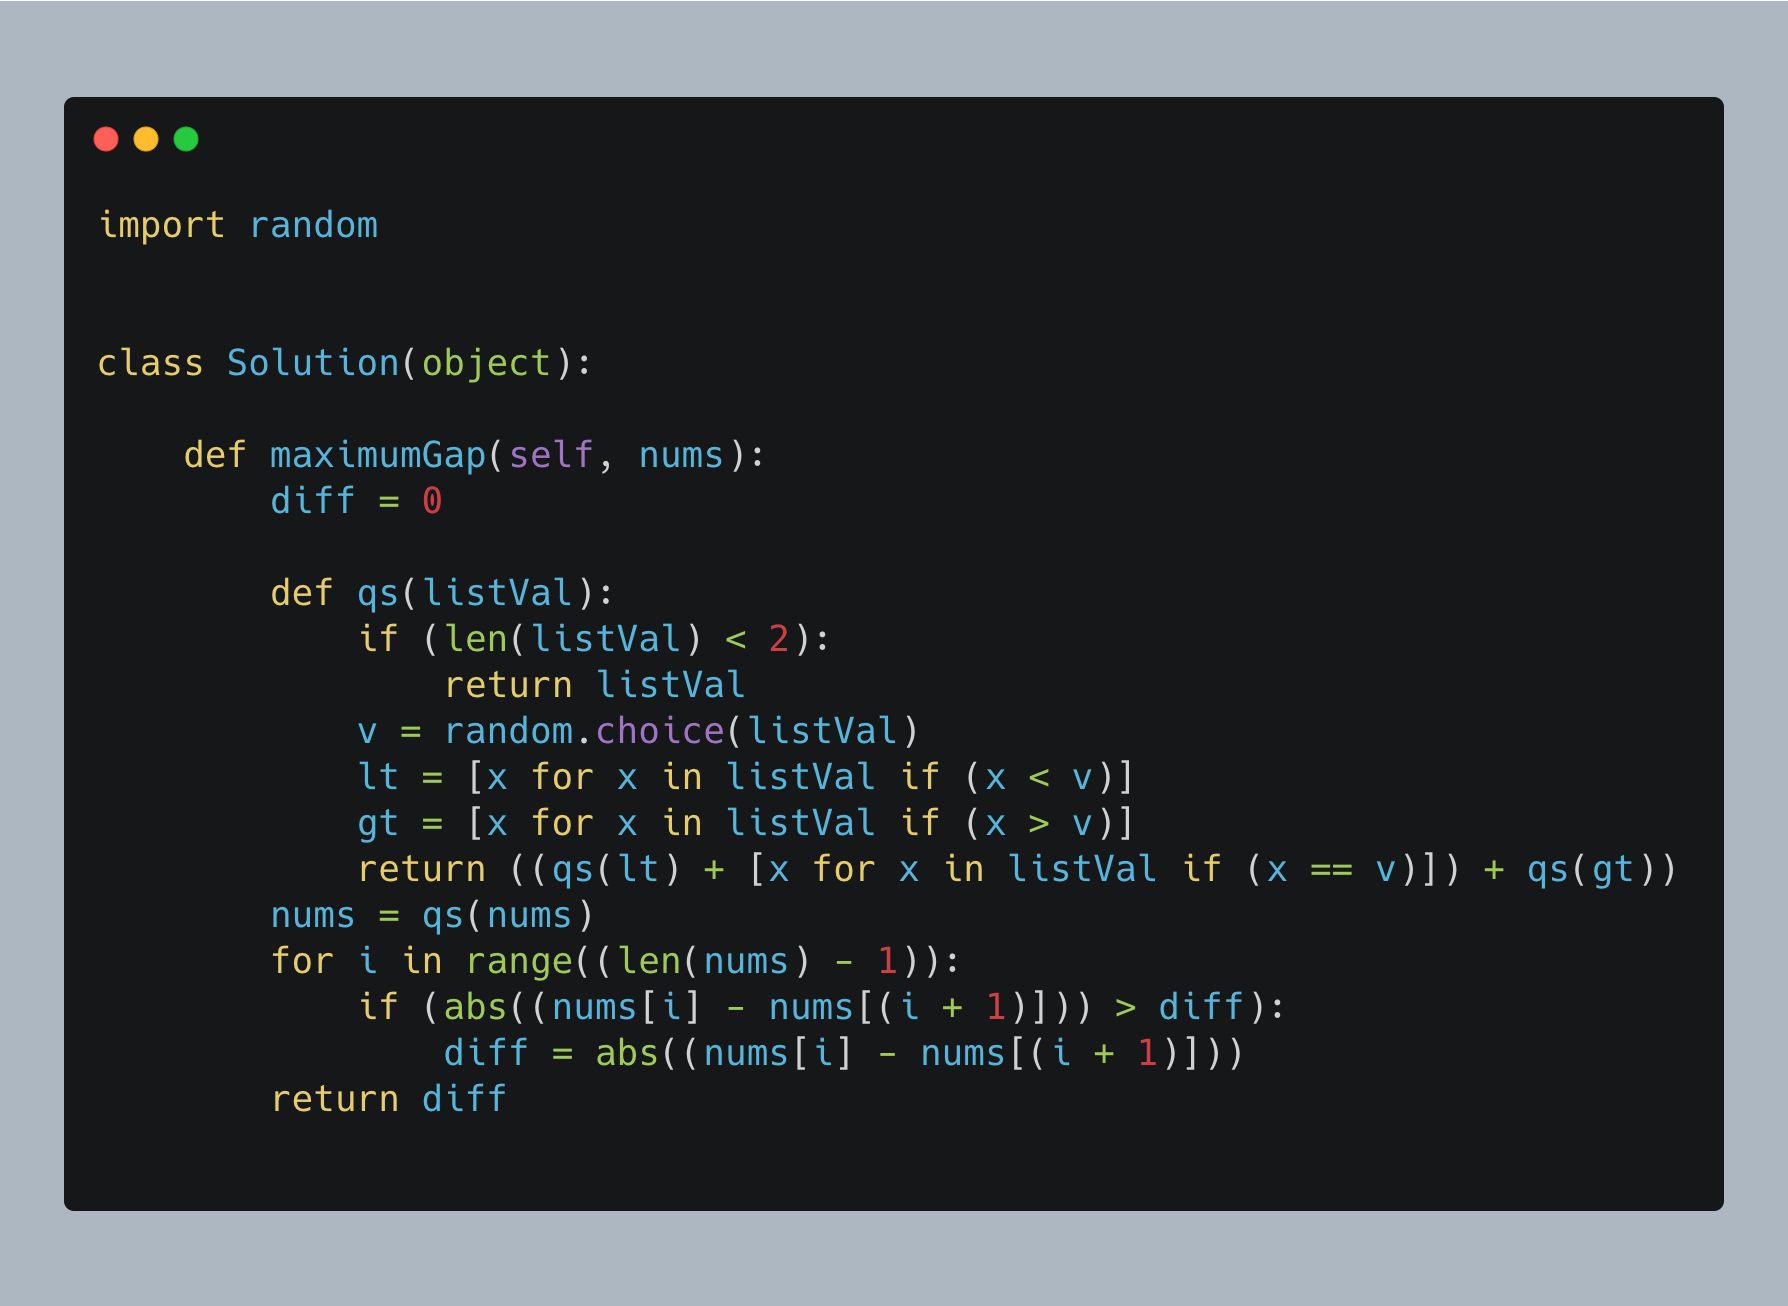 import random
class Solution(object):
    def maximumGap(self, nums):
        diff = 0
        def qs(listVal):
            if (len(listVal) < 2):
                return listVal
            v = random.choice(listVal)
            lt = [x for x in listVal if (x < v)]
            gt = [x for x in listVal if (x > v)]
            return ((qs(lt) + [x for x in listVal if (x == v)]) + qs(gt))
        nums = qs(nums)
        for i in range((len(nums) - 1)):
            if (abs((nums[i] - nums[(i + 1)])) > diff):
                diff = abs((nums[i] - nums[(i + 1)]))
        return diff